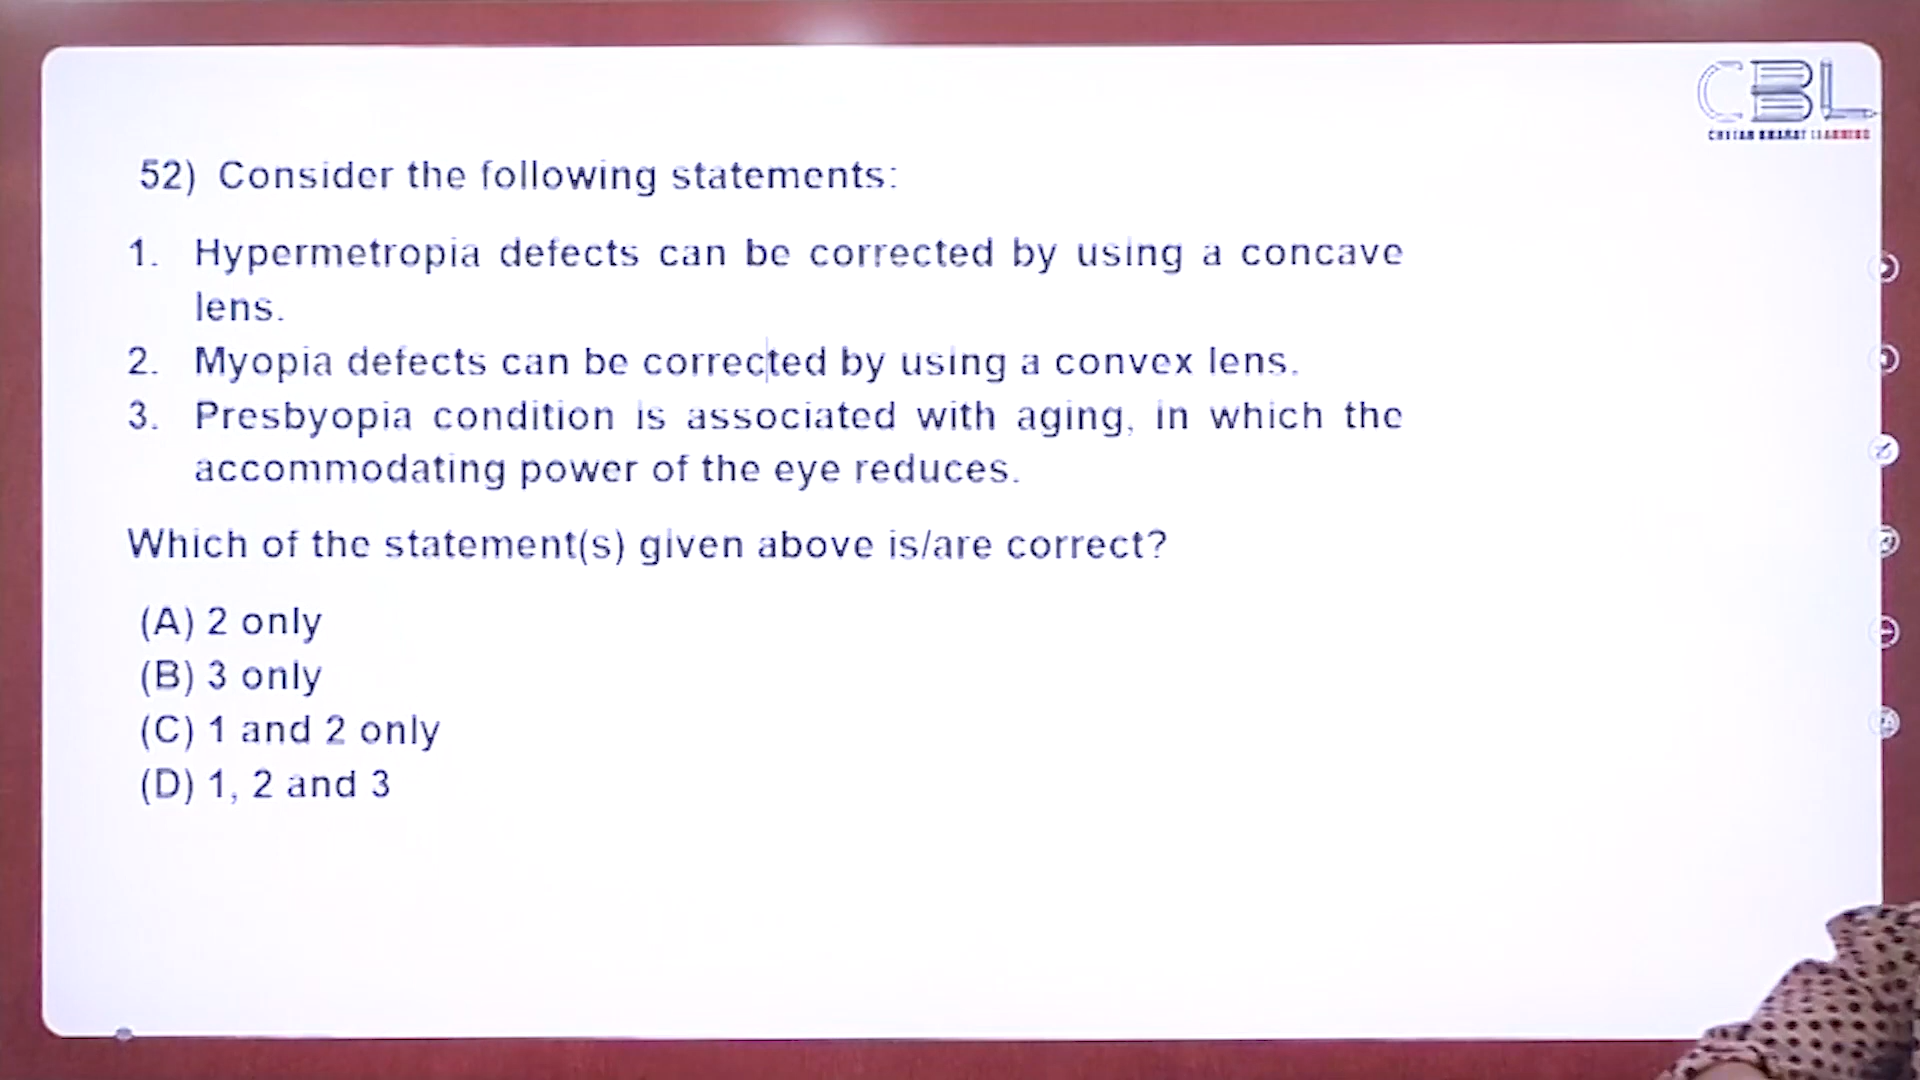 CBL
CHETAN BHARAT LEARNING
52) Consider the following statements:
1. Hypermetropia defects can be corrected by using a concave
lens.
2. Myopia defects can be corrected by using a convex lens.
3. Presbyopia condition is associated with aging, in which the
accommodating power of the eye reduces.
Which of the statement(s) given above is/are correct?
(A) 2 only
(B) 3 only
(C) 1 and 2 only
(D) 1, 2 and 3